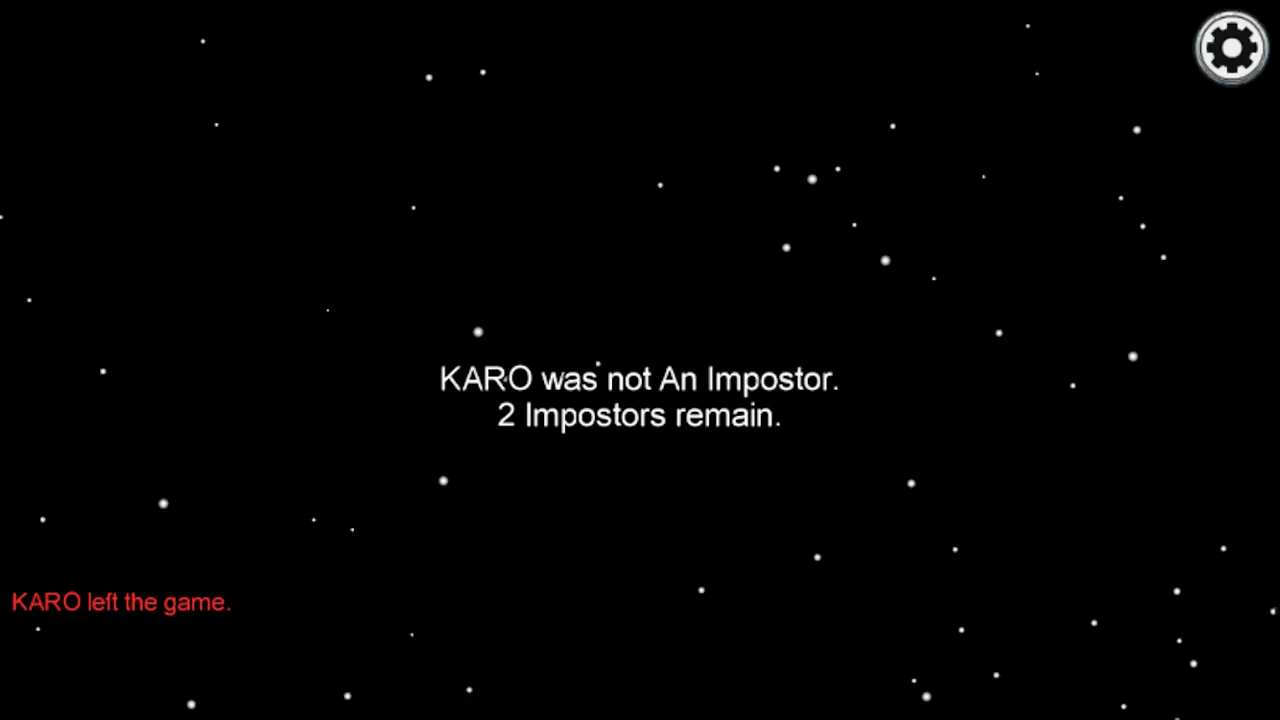 KARO was not An Impostor.
2 Impostors remain.
KARO left the game.